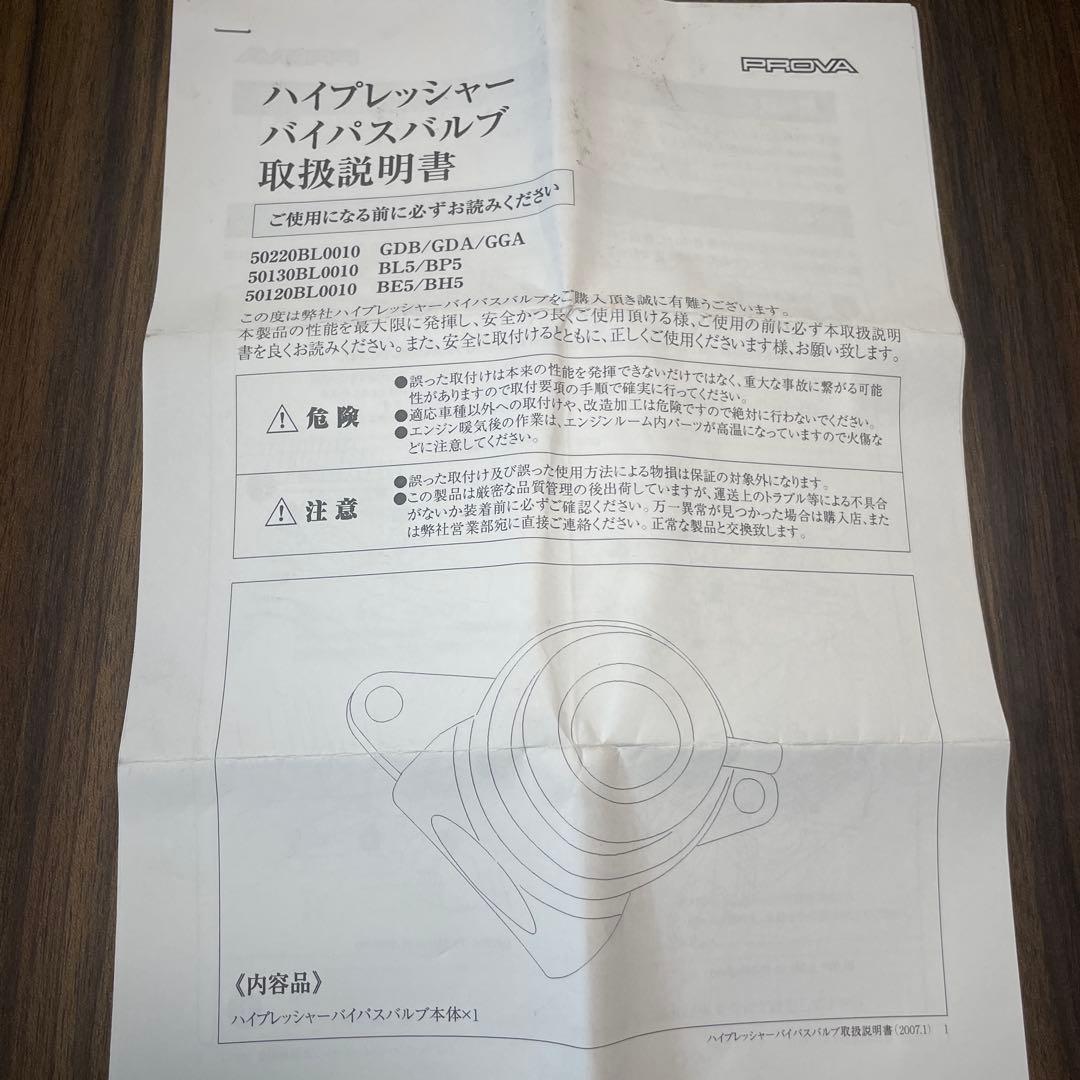 PROVA
ハイプレッシャー
バイパスバルブ
取扱説明書
ご使用になる前に必ずお読みください
50220BL0010 GDB/GDA/GGA
50130BL0010 BL5/BP5
50120BL0010 BE5/BH5
この度は弊社ハイプレッシャーバイパスバルブをご購入頂き誠に有難うございます。
本製品の性能を最大限に発揮し、安全かつ長くご使用頂ける様、ご使用の前に必ず本取扱説明
書を良くお読みください。また、安全に取付けるとともに、正しくご使用くださいます様、お願い致します。
危険
●誤った取付けは本来の性能を発揮できないだけではなく、重大な事故に繋がる可能
性がありますので取付要項の手順で確実に行ってください。
●適応車種以外への取付けや、改造加工は危険ですので絶対に行わないでください。
●エンジン暖気後の作業は、エンジンルーム内パーツが高温になっていますので火傷な
どに注意してください。
注意
●誤った取付け及び誤った使用方法による物損は保証の対象外になります。
●この製品は厳密な品質管理の後出荷していますが、運送上のトラブル等による不具合
がないか装着前に必ずご確認ください。万一異常が見つかった場合は購入店、また
は弊社営業部宛に直接ご連絡ください。正常な製品と交換致します。
《内容品》
ハイプレッシャーバイパスバルブ本体×1
ハイプレッシャーバイパスバルブ取扱説明書(2007.1) 1